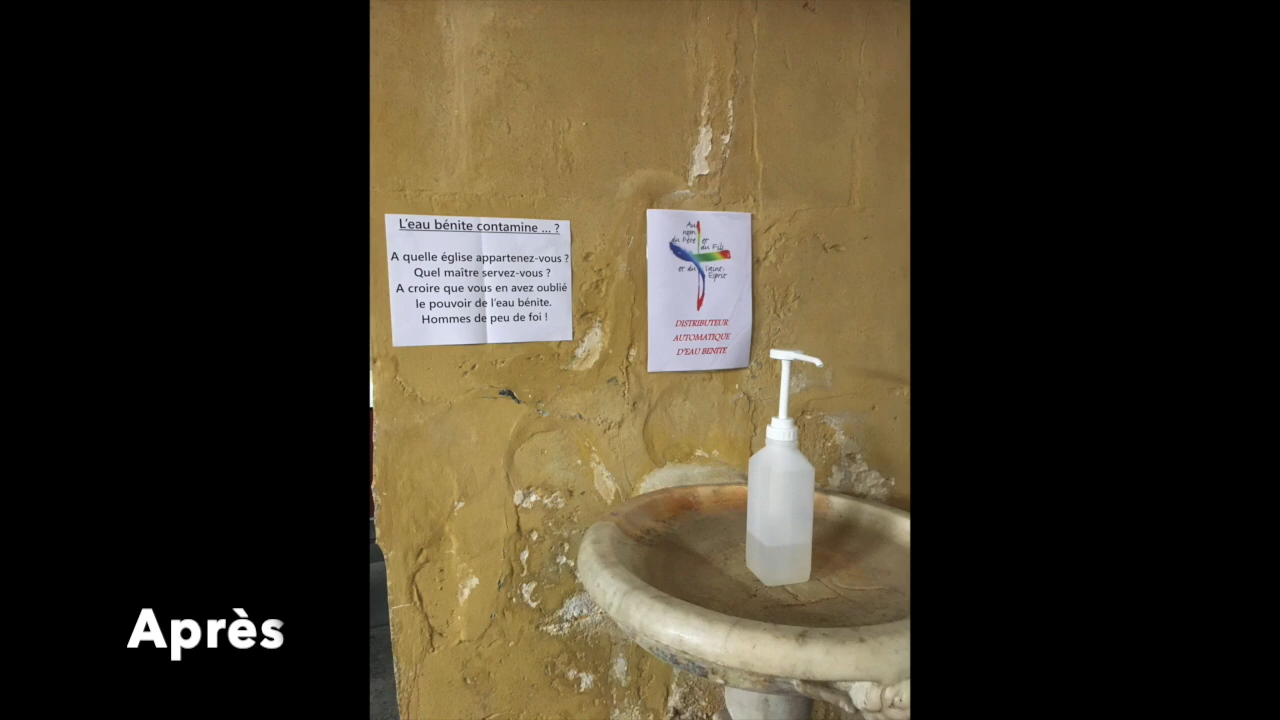 L'eau bénite contamine ... ?
A quelle église appartenez-vous ?
Quel maître servez-vous ?
A croire que vous en avez oublié
le pouvoir de l'eau bénite.
Hommes de peu de foi !
Au
nom
du Père et
du Fils
et du Saint-
Esprit
DISTRIBUTEUR
AUTOMATIQUE
D'EAU BENITE
Après